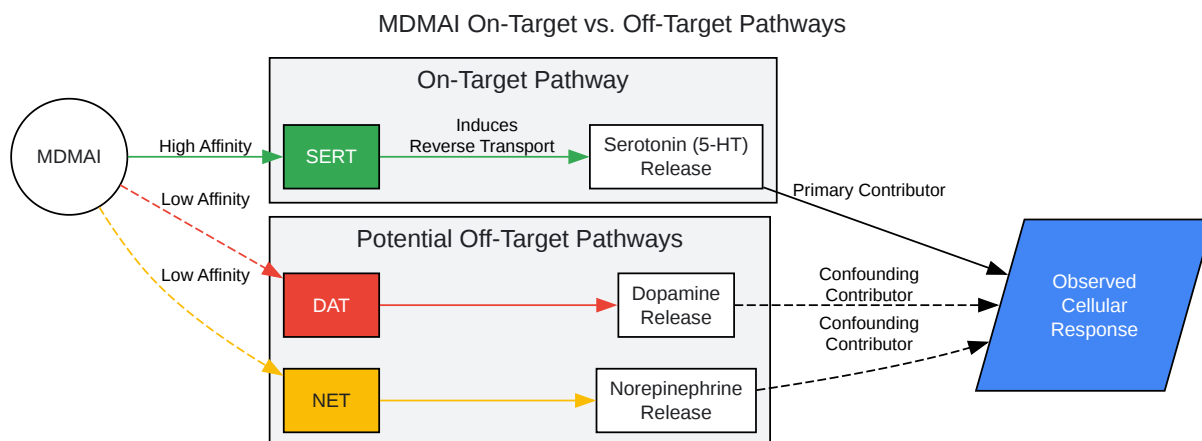 MDMAI On-Target vs. Off-Target Pathways
On-Target Pathway
MDMAI
High Affinity
SERT
Induces
Reverse Transport
Serotonin (5-HT)
Release
Primary Contributor
Low Affinity
Potential Off-Target Pathways
Low Affinity
DAT
Dopamine
Release
Confounding
Contributor
Observed
Cellular
Response
Confounding
Contributor
NET
Norepinephrine
Release